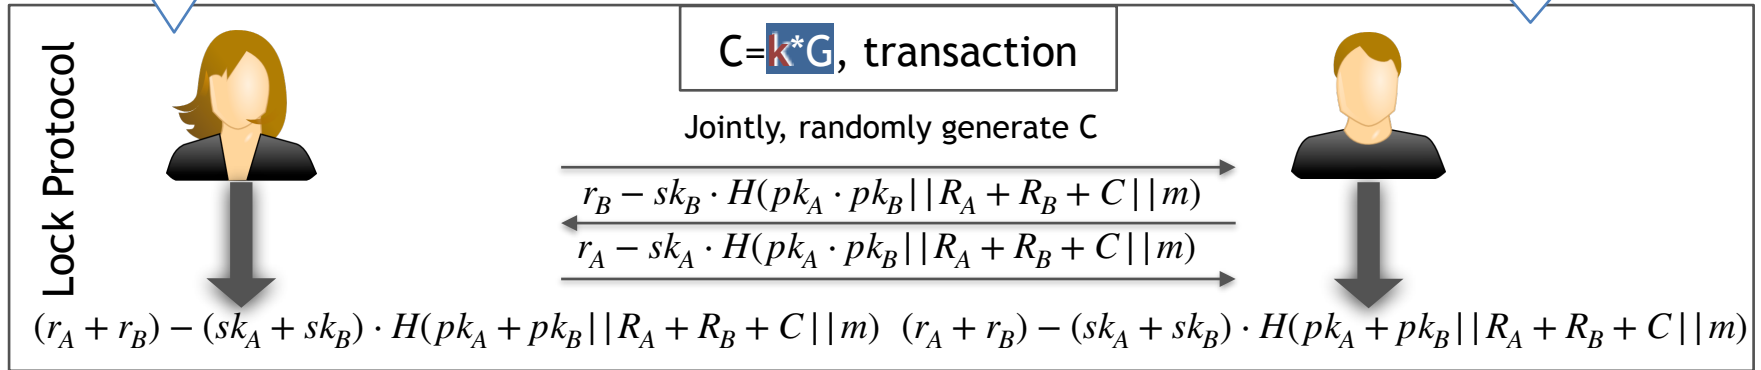 Lock Protocol
C=k*G, transaction
Jointly, randomly generate C
r_B − sk_B · H(pk_A · pk_B||R_A + R_B + C||m)
r_A − sk_A · H(pk_A · pk_B||R_A + R_B + C||m)
(r_A + r_B) − (sk_A + sk_B) · H(pk_A + pk_B||R_A + R_B + C||m) (r_A + r_B) − (sk_A + sk_B) · H(pk_A + pk_B||R_A + R_B + C||m)